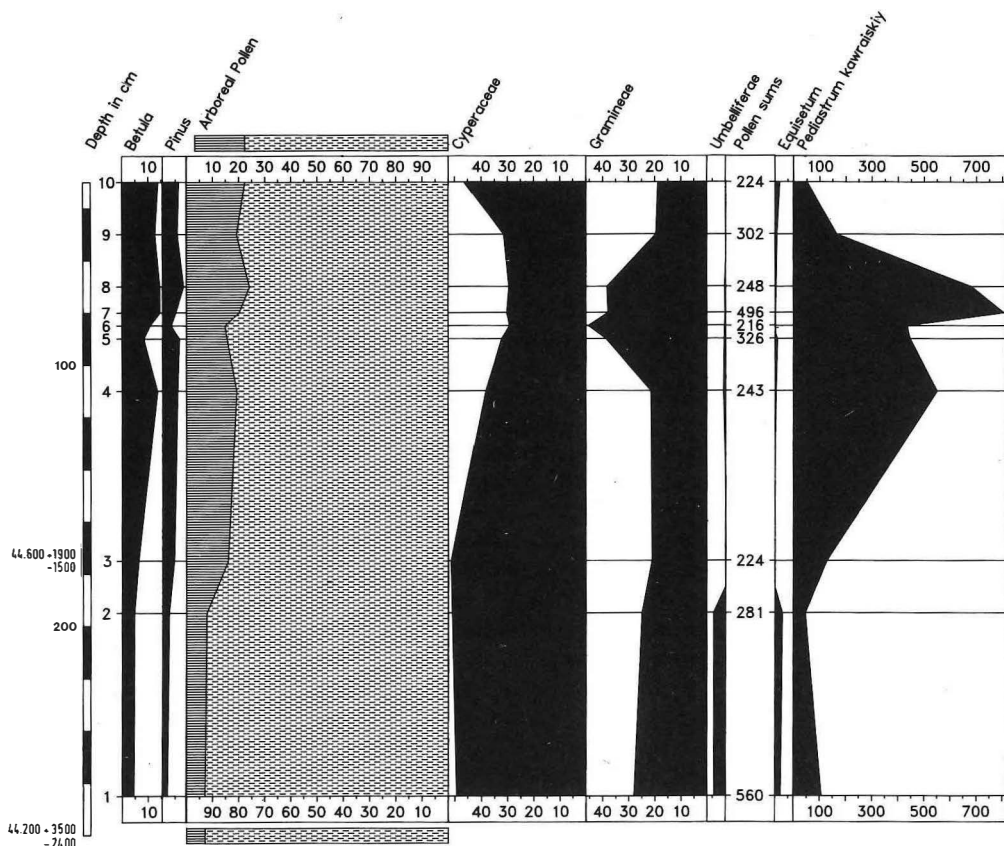 Depth in cm
Betula
Pinus
Arboreal Pollen
Cyperaceae
Gramineae
Umbelliferae
Pollen sums
Equisetum
Pediastrum kawraiskiy
10 10 20 30 40 50 60 70 80 90 40 30 20 10 40 20 10 100 300 500 700
10 224
9 302
8 248
7 496
6 216
5 326
100
4 243
44.600 +1900
-1500
3 224
2 281
200
1 560
10 90 80 70 60 50 40 30 20 10 40 30 20 10 40 30 20 10 100 300 500 700
44.200 +3500
-2400